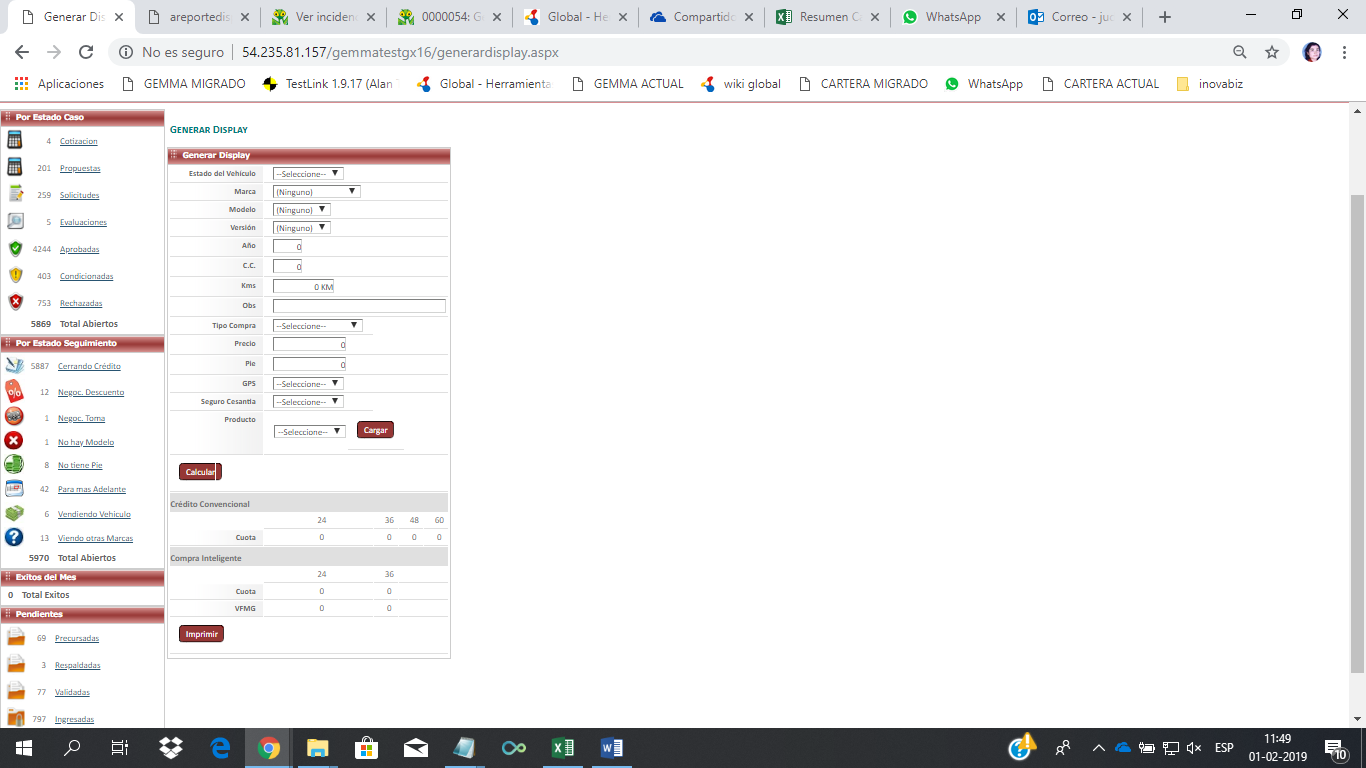 Generar Dis
areportedis
Ver inciden
0000054: G
Global - He
Compartido
Resumen C
WhatsApp
Correo - juc
No es seguro
54.235.81.157/gemmatestgx16/generardisplay.aspx
Aplicaciones
GEMMA MIGRADO
TestLink 1.9.17 (Alan
Global - Herramienta
GEMMA ACTUAL
wiki global
CARTERA MIGRADO
WhatsApp
CARTERA ACTUAL
inovabiz
Por Estado Caso
4 Cotizacion
201 Propuestas
259 Solicitudes
5 Evaluaciones
4244 Aprobadas
403 Condicionadas
753 Rechazadas
5869 Total Abiertos
Por Estado Seguimiento
5887 Cerrando Crédito
12 Negoc. Descuento
1 Negoc. Toma
1 No hay Modelo
8 No tiene Pie
42 Para mas Adelante
6 Vendiendo Vehiculo
13 Viendo otras Marcas
5970 Total Abiertos
Exitos del Mes
0 Total Exitos
Pendientes
69 Precursadas
3 Respaldadas
77 Validadas
797 Ingresadas
GENERAR DISPLAY
Generar Display
Estado del Vehículo --Seleccione--
Marca (Ninguno)
Modelo (Ninguno)
Versión (Ninguno)
Año 0
C.C. 0
Kms 0 KM
Obs
Tipo Compra --Seleccione--
Precio 0
Pie 0
GPS --Seleccione--
Seguro Cesantía --Seleccione--
Producto
--Seleccione-- Cargar
Calcular
Crédito Convencional
24 36 48 60
Cuota 0 0 0 0
Compra Inteligente
24 36
Cuota 0 0
VFMG 0 0
Imprimir
ESP
11:49
01-02-2019
10